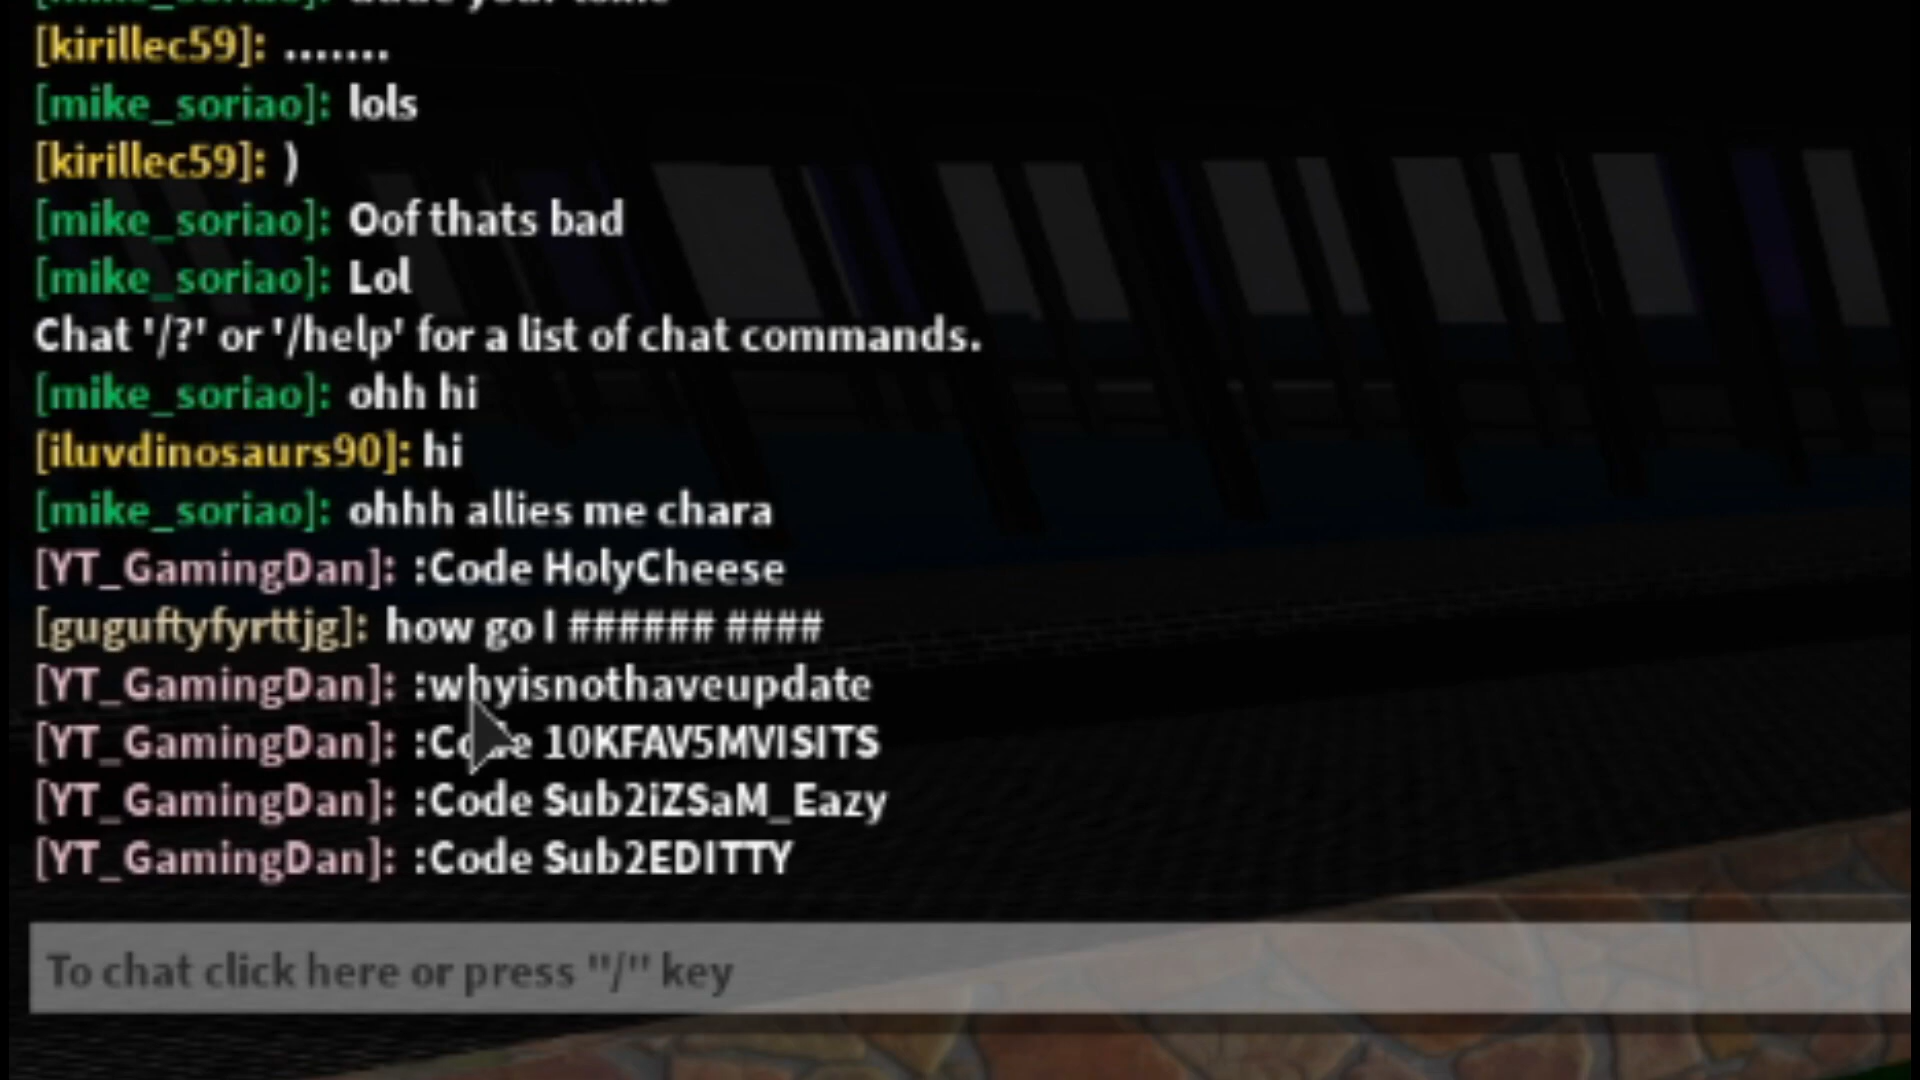 [kirillec59]: .......
[mike_soriao]: lols
[kirillec59]: )
[mike_soriao]: Oof thats bad
[mike_soriao]: Lol
Chat '/?' or '/help' for a list of chat commands.
[mike_soriao]: ohh hi
[iluvdinosaurs90]: hi
[mike_soriao]: ohhh allies me chara
[YT_GamingDan]: :Code HolyCheese
[guguftyfyrttjg]: how go I ###### ####
[YT_GamingDan]: :whyisnothaveupdate
[YT_GamingDan]: :Code 10KFAV5MVISITS
[YT_GamingDan]: :Code Sub2iZSaM_Eazy
[YT_GamingDan]: :Code Sub2EDITTY
To chat click here or press "/" key